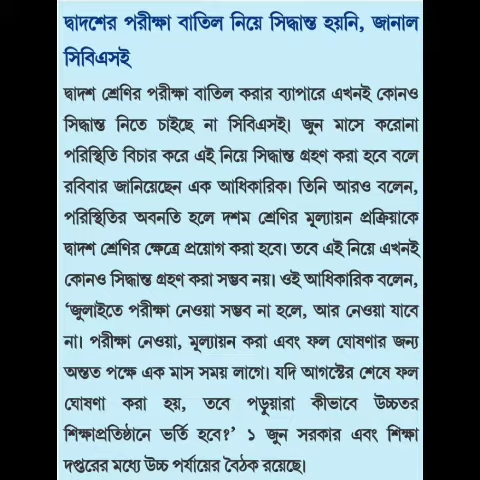 দ্বাদশের পরীক্ষা বাতিল নিয়ে সিদ্ধান্ত হয়নি, জানাল
সিবিএসই
দ্বাদশ শ্রেণির পরীক্ষা বাতিল করার ব্যাপারে এখনই কোনও
সিদ্ধান্ত নিতে চাইছে না সিবিএসই। জুন মাসে করোনা
পরিস্থিতি বিচার করে এই নিয়ে সিদ্ধান্ত গ্রহণ করা হবে বলে
রবিবার জানিয়েছেন এক আধিকারিক। তিনি আরও বলেন,
পরিস্থিতির অবনতি হলে দশম শ্রেণির মূল্যায়ন প্রক্রিয়াকে
দ্বাদশ শ্রেণির ক্ষেত্রে প্রয়োগ করা হবে। তবে এই নিয়ে এখনই
কোনও সিদ্ধান্ত গ্রহণ করা সম্ভব নয়। ওই আধিকারিক বলেন,
‘জুলাইতে পরীক্ষা নেওয়া সম্ভব না হলে, আর নেওয়া যাবে
না। পরীক্ষা নেওয়া, মূল্যায়ন করা এবং ফল ঘোষণার জন্য
অন্তত পক্ষে এক মাস সময় লাগে। যদি আগস্টের শেষে ফল
ঘোষণা করা হয়, তবে পড়ুয়ারা কীভাবে উচ্চতর
শিক্ষাপ্রতিষ্ঠানে ভর্তি হবে?’ ১ জুন সরকার এবং শিক্ষা
দপ্তরের মধ্যে উচ্চ পর্যায়ের বৈঠক রয়েছে।